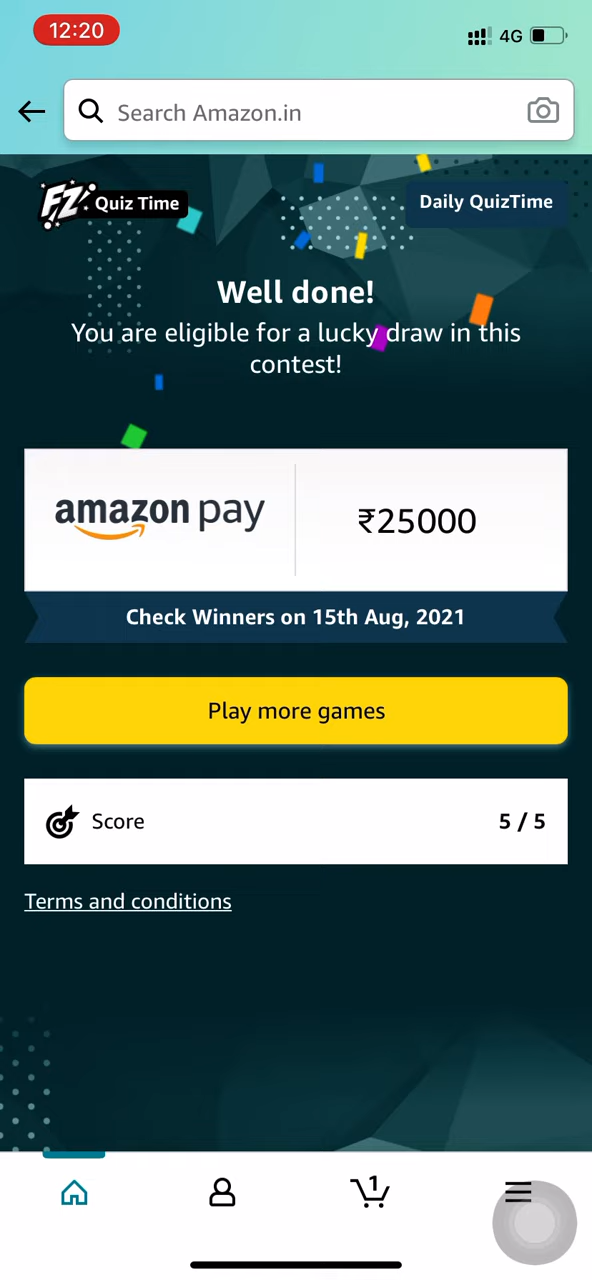 12:20
4G
Search Amazon.in
FZ Quiz Time
Daily QuizTime
Well done!
You are eligible for a lucky draw in this
contest!
amazon pay
₹25000
Check Winners on 15th Aug, 2021
Play more games
Score
5 / 5
Terms and conditions
1